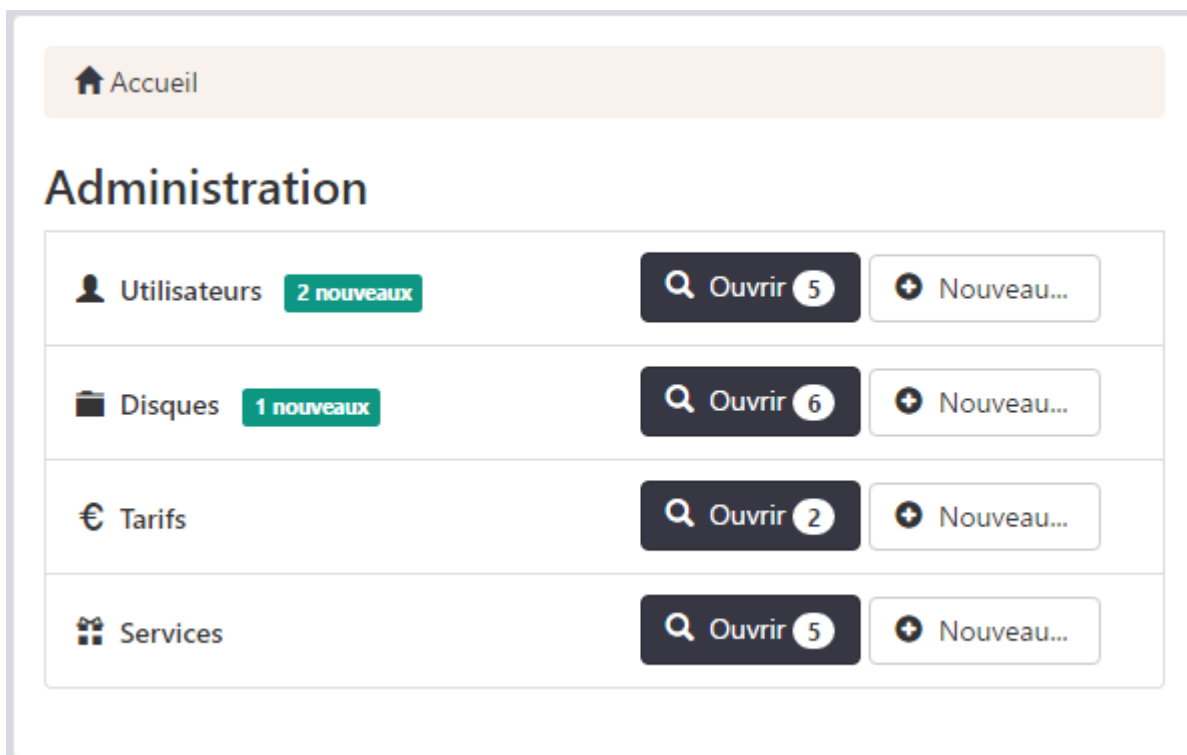 Accueil
Administration
Utilisateurs 2 nouveaux Ouvrir 5 Nouveau...
Disques 1 nouveaux Ouvrir 6 Nouveau...
€ Tarifs Ouvrir 2 Nouveau...
Services Ouvrir 5 Nouveau...